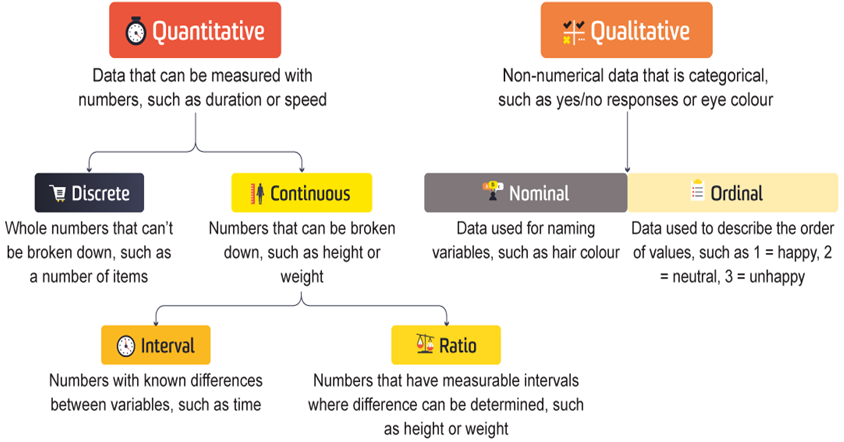 Quantitative
Data that can be measured with
numbers, such as duration or speed
Qualitative
Non-numerical data that is categorical,
such as yes/no responses or eye colour
Discrete
Whole numbers that can’t
be broken down, such as
a number of items
Continuous
Numbers that can be broken
down, such as height or
weight
Nominal
Data used for naming
variables, such as hair colour
Ordinal
Data used to describe the order
of values, such as 1 = happy, 2
= neutral, 3 = unhappy
Interval
Numbers with known differences
between variables, such as time
Ratio
Numbers that have measurable intervals
where difference can be determined, such
as height or weight